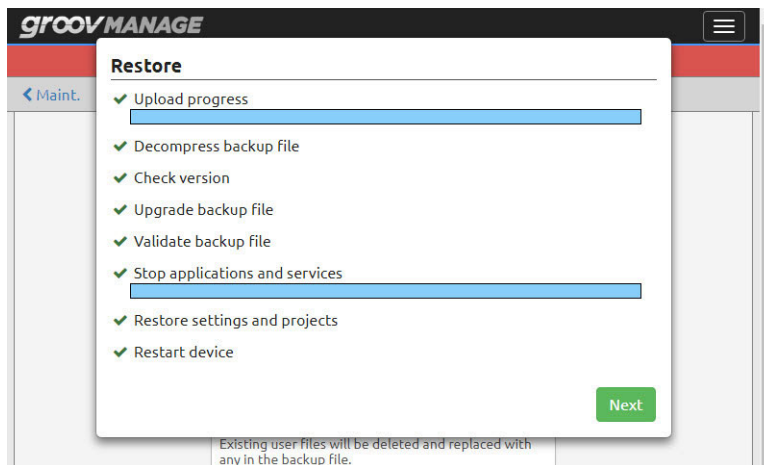 groov MANAGE
Restore
Maint.
Upload progress
Decompress backup file
Check version
Upgrade backup file
Validate backup file
Stop applications and services
Restore settings and projects
Restart device
Next
Existing user files will be deleted and replaced with
any in the backup file.